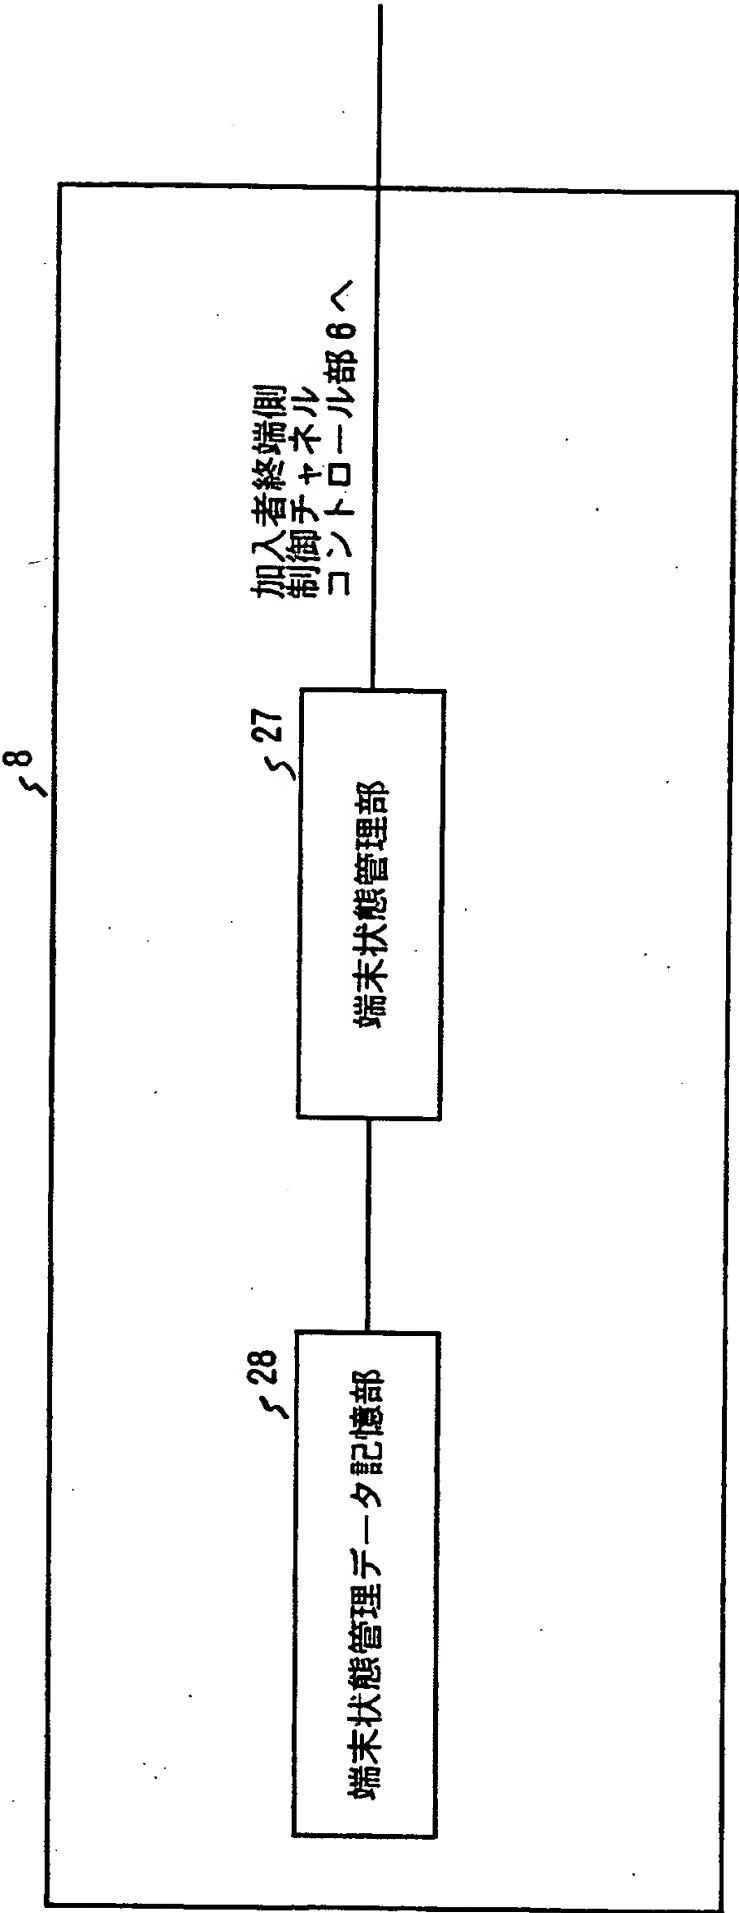 8
28
端末状態管理データ記憶部
27
端末状態管理部
加入者終端側
制御チャネル
コントロール部6へ